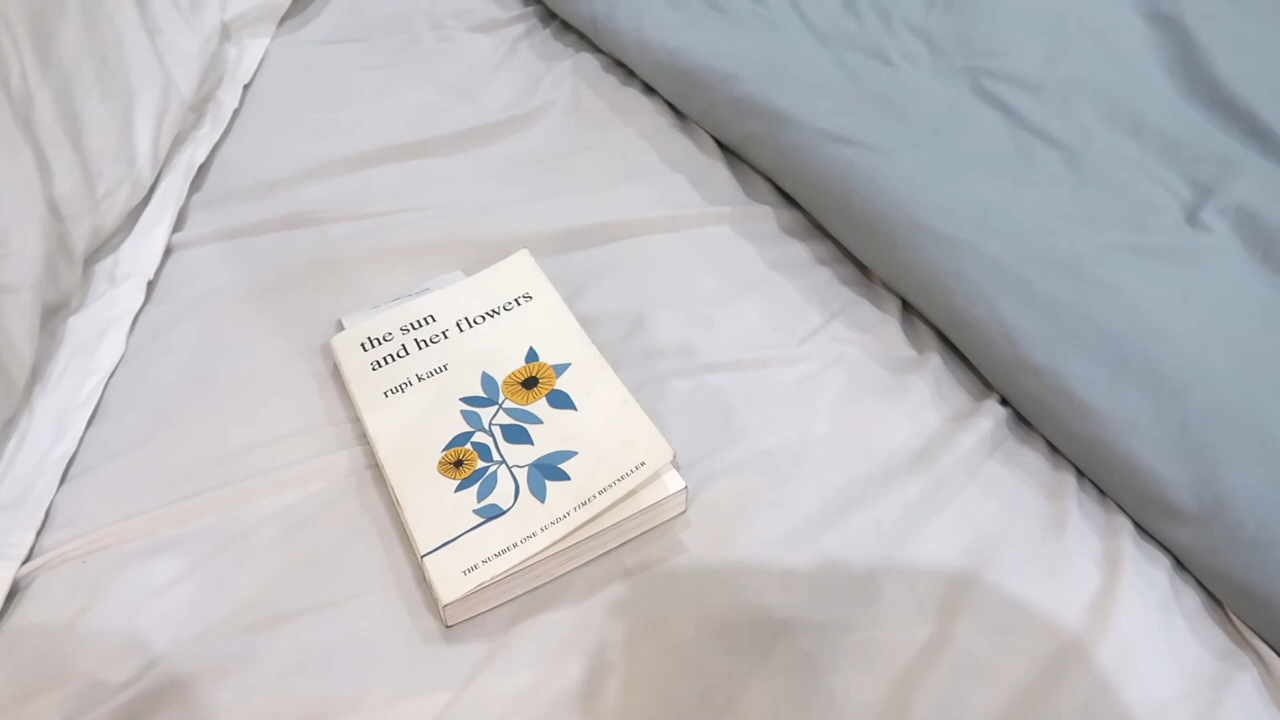 the sun
and her flowers
rupi kaur
THE NUMBER ONE SUNDAY TIMES BESTSELLER